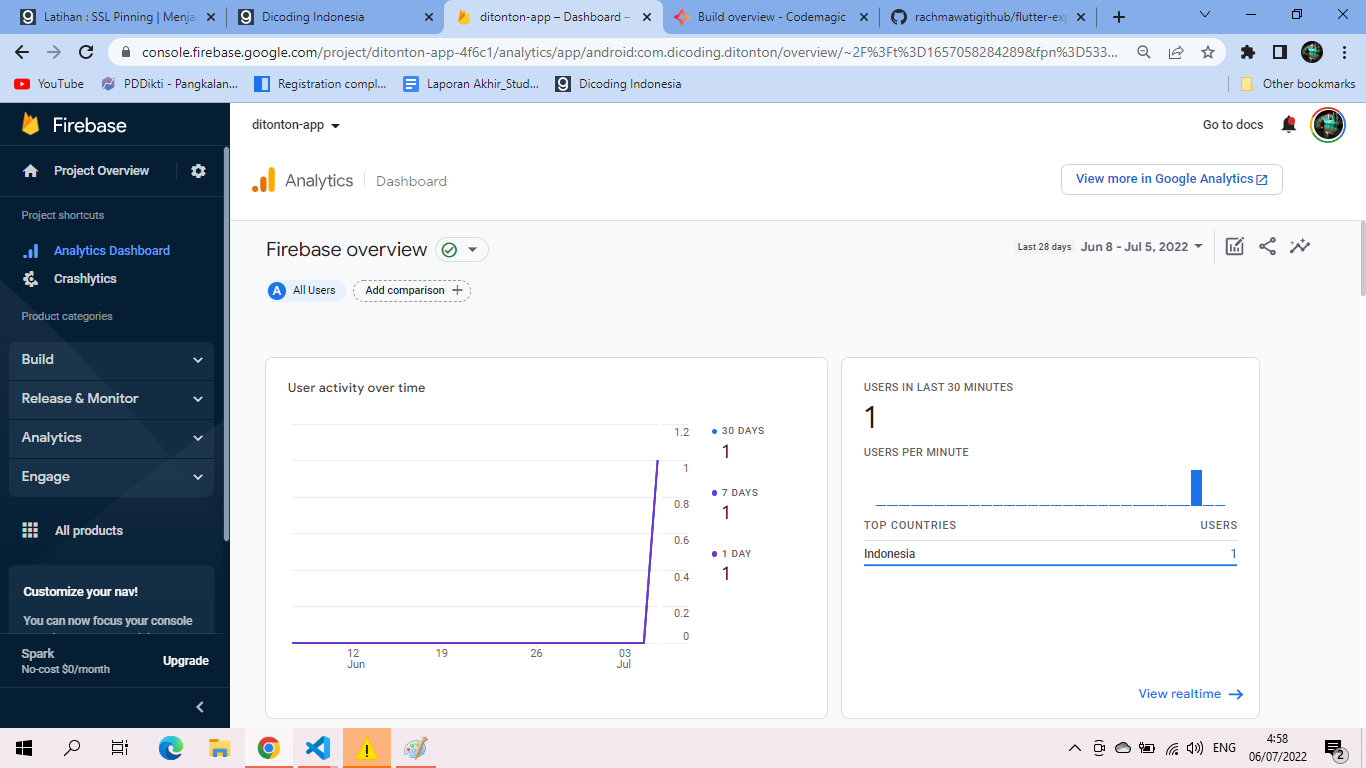 Latihan : SSL Pinning | Menja
Dicoding Indonesia
ditonton-app – Dashboard –
Build overview - Codemagic
rachmawatigithub/flutter-exp
console.firebase.google.com/project/ditonton-app-4f6c1/analytics/app/android:com.dicoding.ditonton/overview/~2F%3Ft%3D1657058284289&fpn%3D533...
YouTube
PDDikti - Pangkalan...
Registration compl...
Laporan Akhir_Stud...
Dicoding Indonesia
Other bookmarks
Firebase
Project Overview
Project shortcuts
Analytics Dashboard
Crashlytics
Product categories
Build
Release & Monitor
Analytics
Engage
All products
Customize your nav!
You can now focus your console
Spark
No-cost $0/month
Upgrade
ditonton-app
Go to docs
Analytics
Dashboard
View more in Google Analytics
Firebase overview
Last 28 days Jun 8 - Jul 5, 2022
A All Users
Add comparison +
User activity over time
1.2
1
0.8
0.6
0.4
0.2
0
12
Jun
19
26
03
Jul
30 DAYS
1
7 DAYS
1
1 DAY
1
USERS IN LAST 30 MINUTES
1
USERS PER MINUTE
TOP COUNTRIES USERS
Indonesia 1
View realtime
ENG
4:58
06/07/2022
2